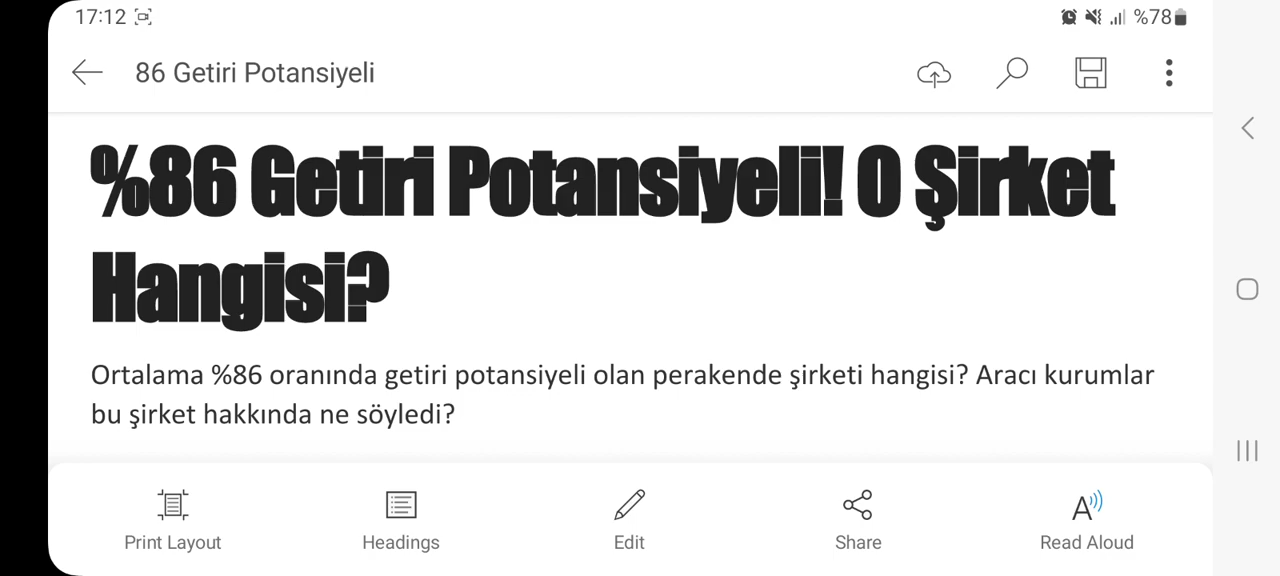 17:12
%78
86 Getiri Potansiyeli
%86 Getiri Potansiyeli! O Şirket
Hangisi?
Ortalama %86 oranında getiri potansiyeli olan perakende şirketi hangisi? Aracı kurumlar
bu şirket hakkında ne söyledi?
Print Layout
Headings
Edit
Share
Read Aloud